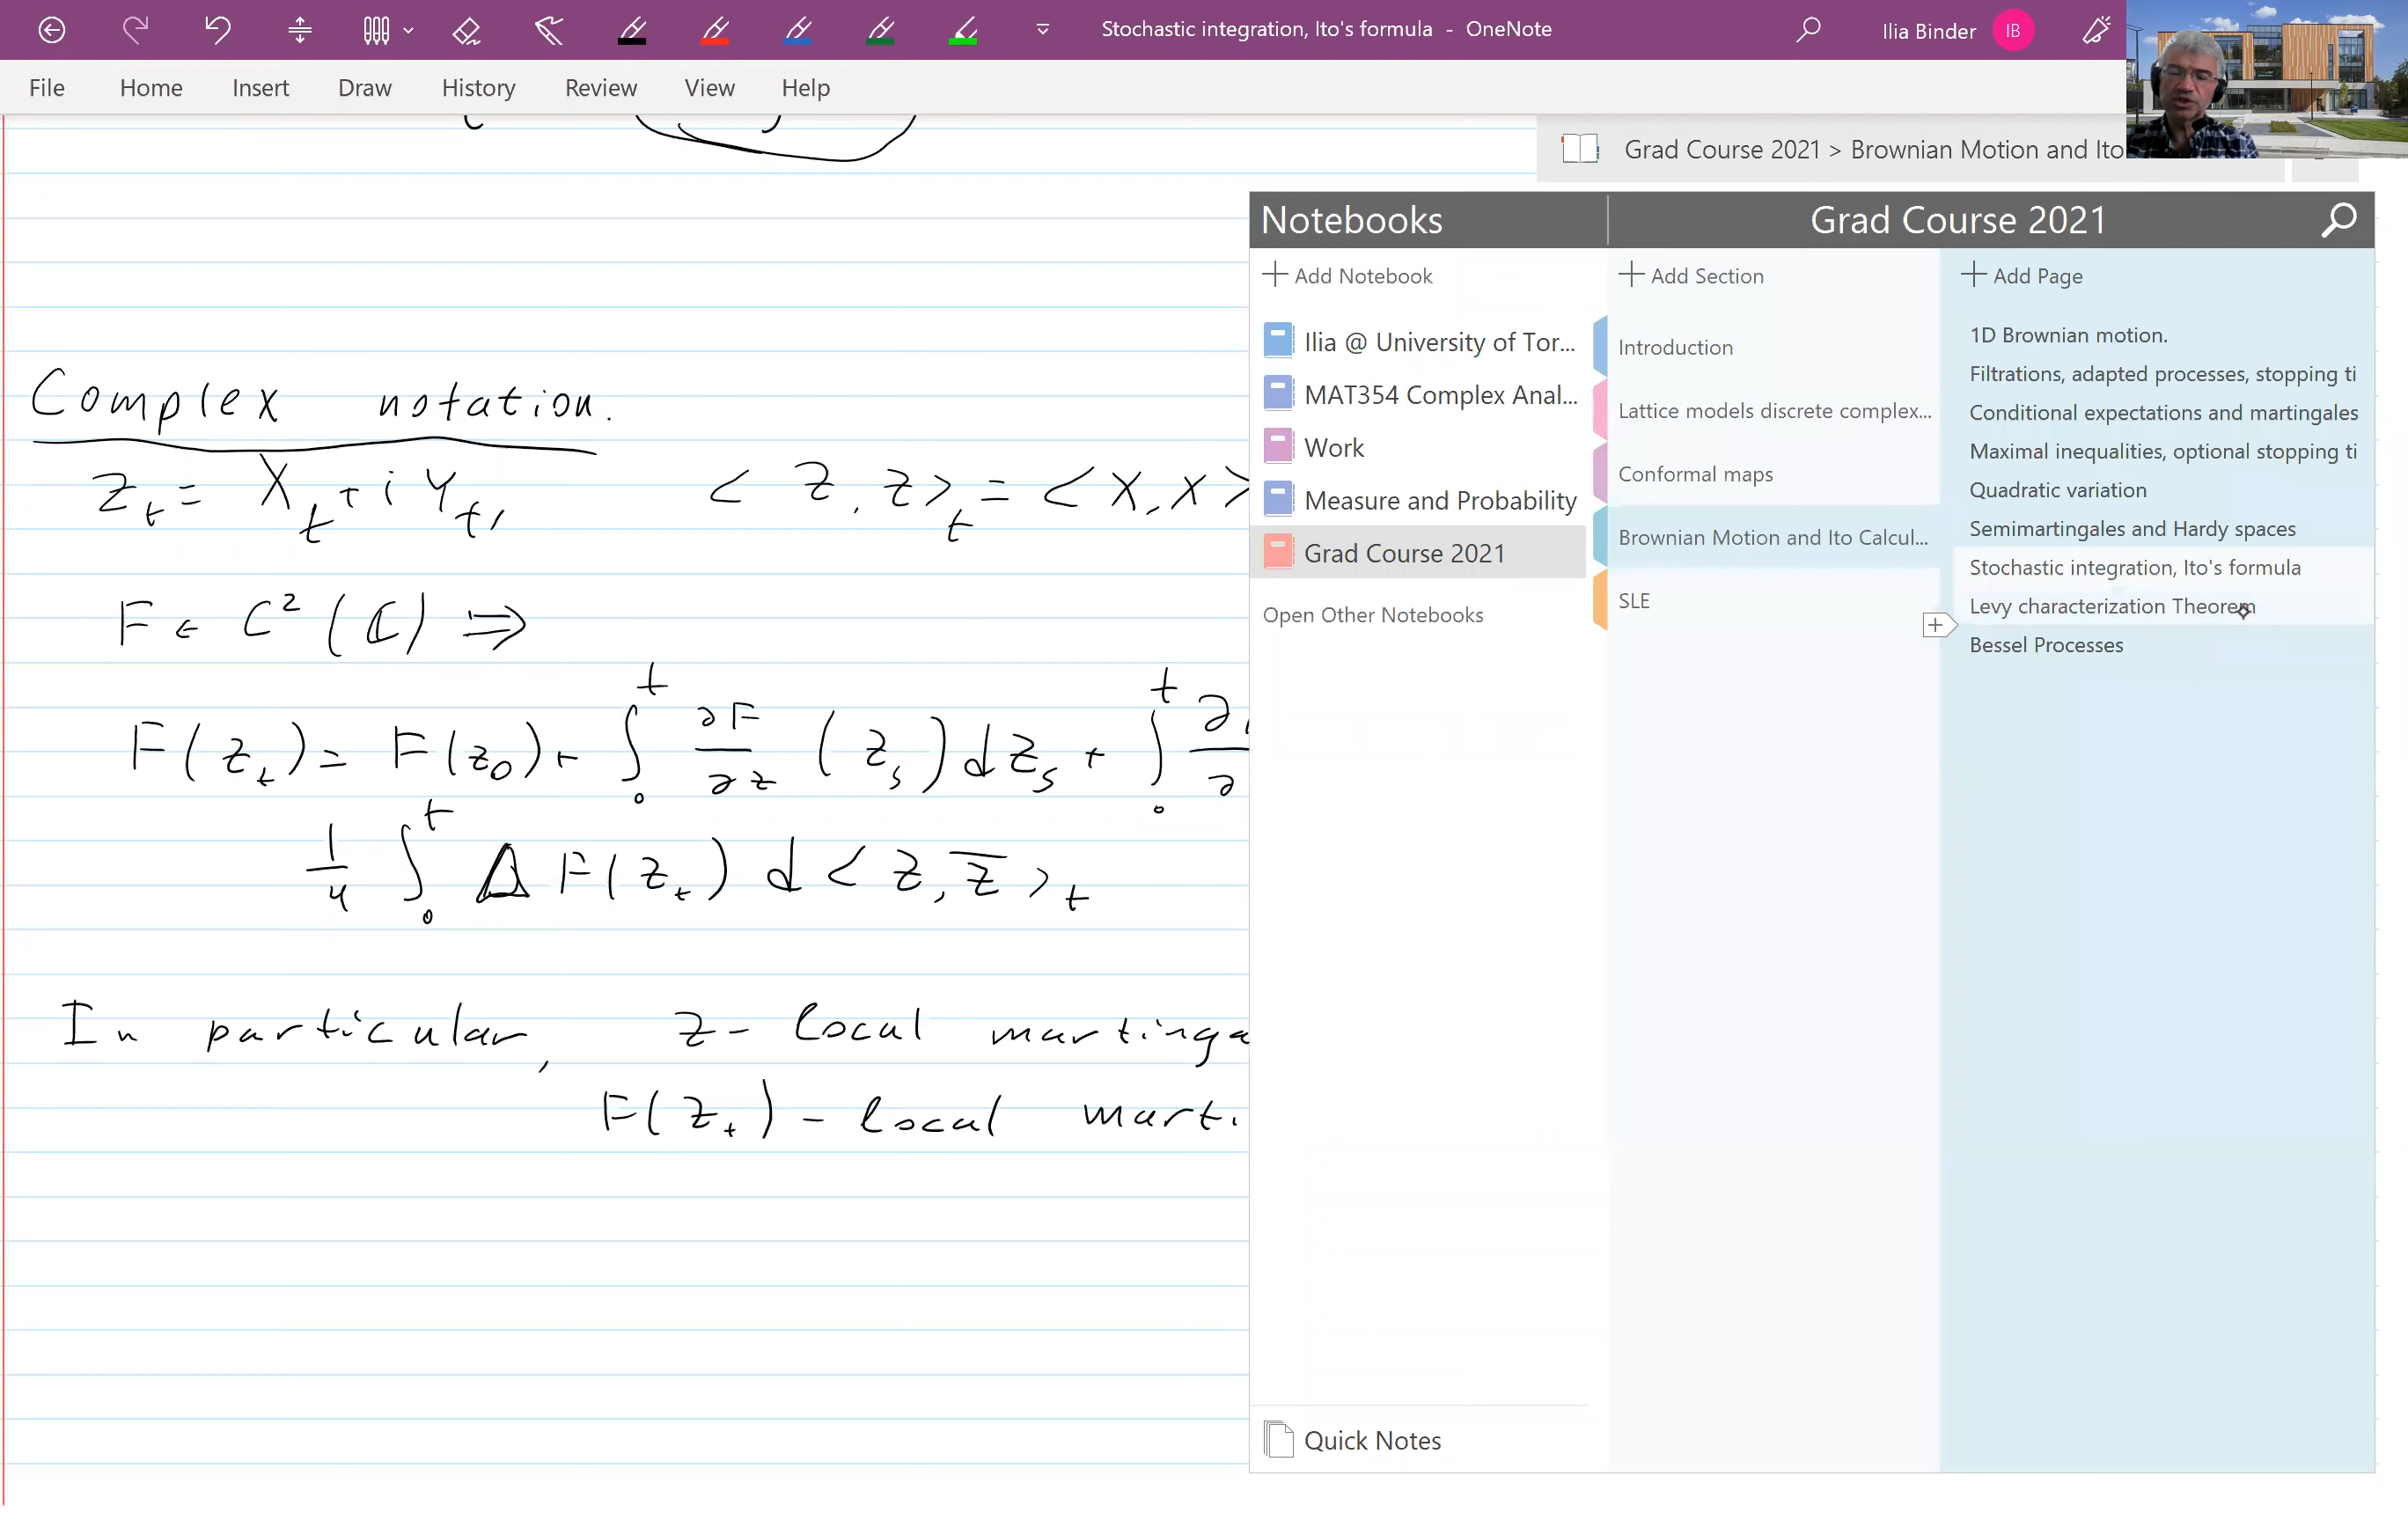 Stochastic integration, Ito's formula - OneNote
Ilia Binder
IB
File Home Insert Draw History Review View Help
Grad Course 2021 > Brownian Motion and Ito
Notebooks
Grad Course 2021
Add Notebook
Add Section
Add Page
Ilia @ University of Tor...
MAT354 Complex Anal...
Work
Measure and Probability
Grad Course 2021
Open Other Notebooks
Introduction
Lattice models discrete complex...
Conformal maps
Brownian Motion and Ito Calcul...
SLE
1D Brownian motion.
Filtrations, adapted processes, stopping ti
Conditional expectations and martingales
Maximal inequalities, optional stopping ti
Quadratic variation
Semimartingales and Hardy spaces
Stochastic integration, Ito's formula
Levy characterization Theorem
Bessel Processes
Quick Notes
Complex notation.
Z_t = X_t + i Y_t, < Z, Z >_t = < X, X >
F ∈ C² (ℂ) ⇒
F(Z_t) = F(Z_0) + ∫_0^t ∂F/∂z (Z_s) dZ_s + ∫_0^t ∂
1/4 ∫_0^t Δ F(Z_t) d < Z, Z̅ >_t
In particular, Z - local martinga
F(Z_t) - local marti